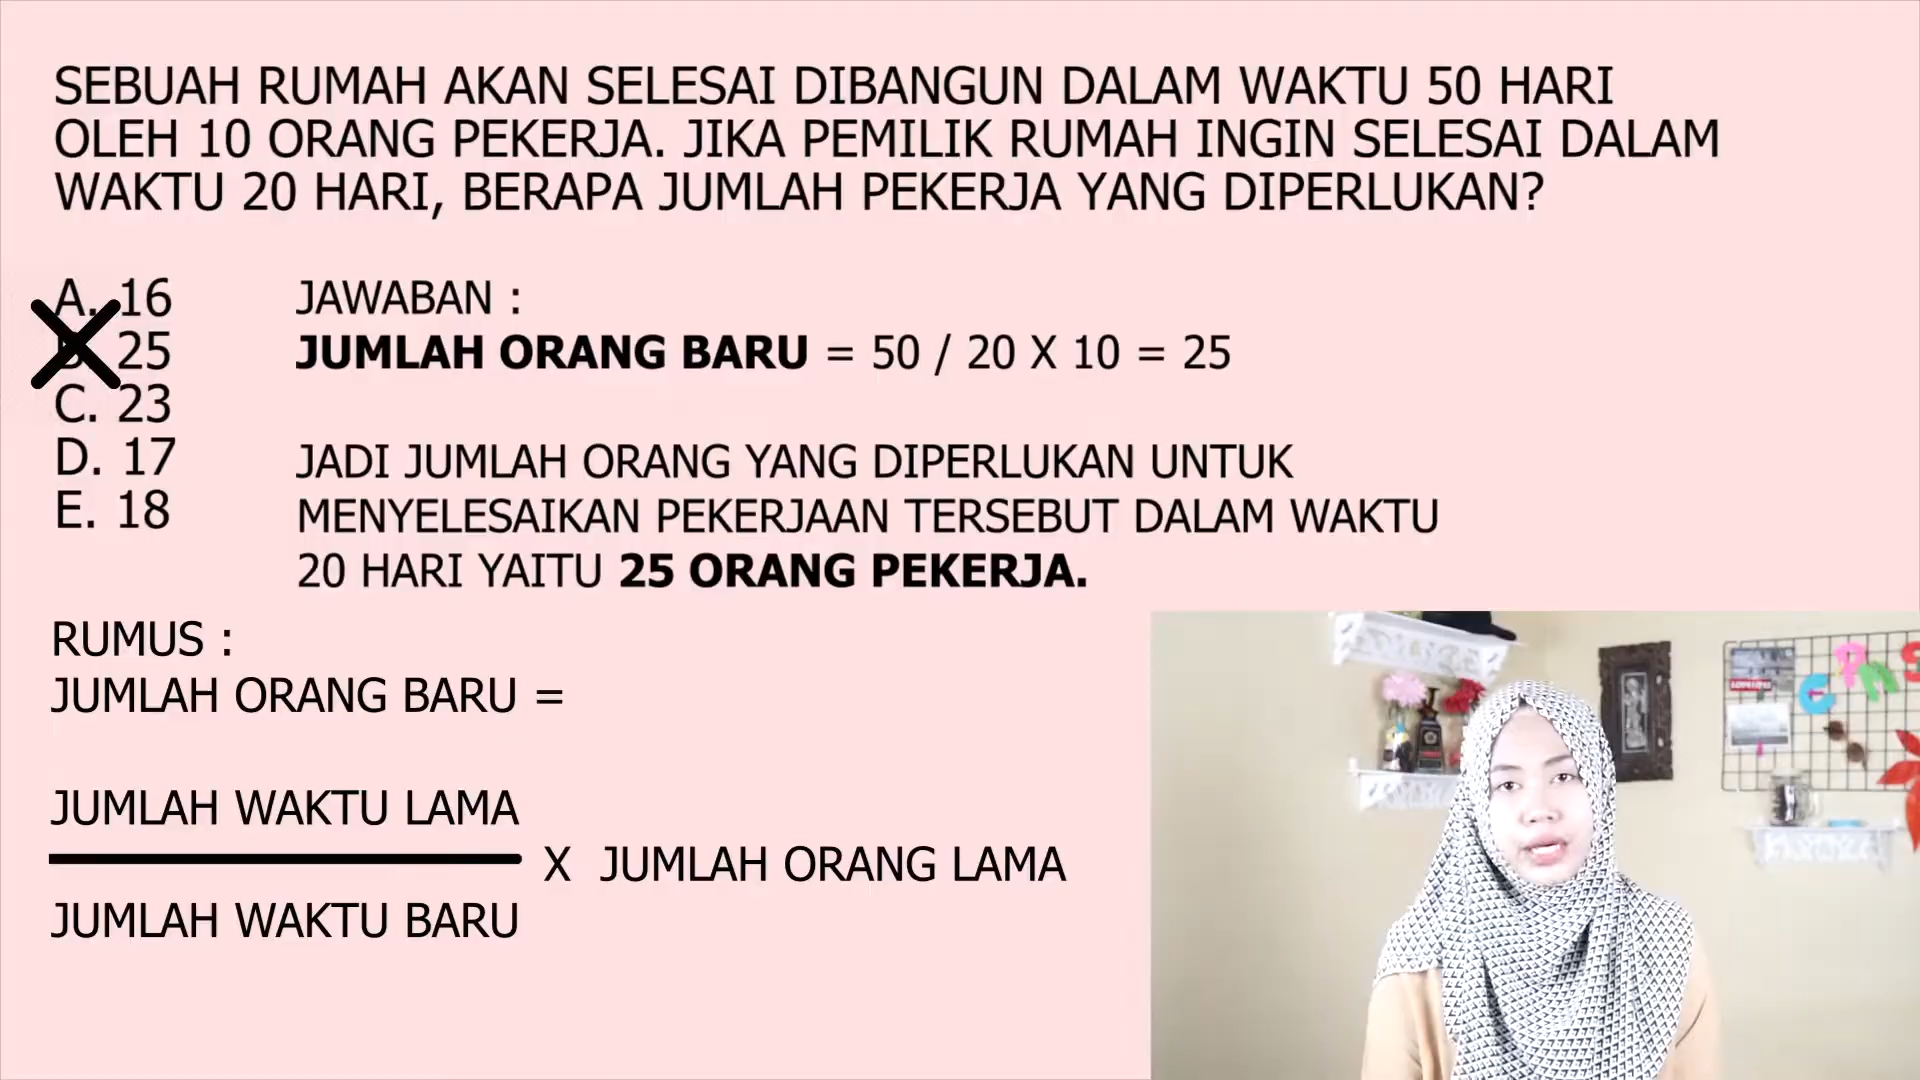 SEBUAH RUMAH AKAN SELESAI DIBANGUN DALAM WAKTU 50 HARI
OLEH 10 ORANG PEKERJA. JIKA PEMILIK RUMAH INGIN SELESAI DALAM
WAKTU 20 HARI, BERAPA JUMLAH PEKERJA YANG DIPERLUKAN?
A. 16
25
C. 23
D. 17
E. 18
JAWABAN :
JUMLAH ORANG BARU = 50 / 20 X 10 = 25
JADI JUMLAH ORANG YANG DIPERLUKAN UNTUK
MENYELESAIKAN PEKERJAAN TERSEBUT DALAM WAKTU
20 HARI YAITU 25 ORANG PEKERJA.
RUMUS :
JUMLAH ORANG BARU =
JUMLAH WAKTU LAMA
X JUMLAH ORANG LAMA
JUMLAH WAKTU BARU